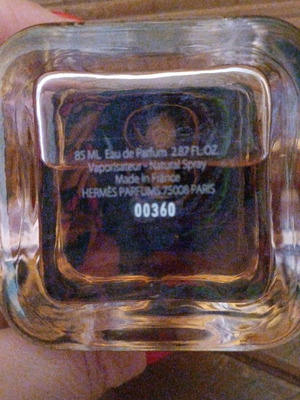 85 ML Eau de Parfum 2.87 FL.OZ.
Vaporisateur - Natural Spray
Made in France
HERMÈS PARFUMS 75008 PARIS
00360